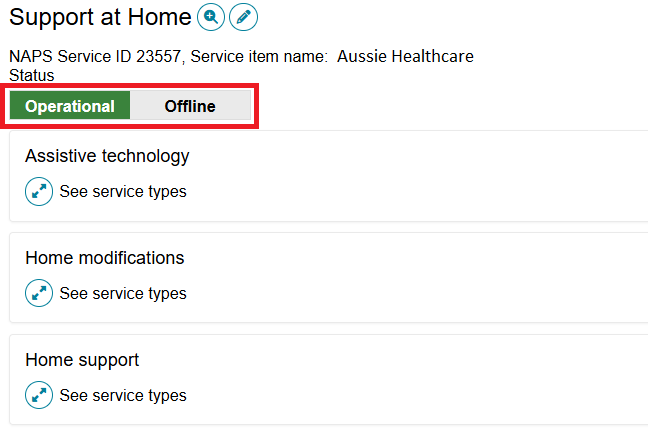 Support at Home
NAPS Service ID 23557, Service item name: Aussie Healthcare
Status
Operational Offline
Assistive technology
See service types
Home modifications
See service types
Home support
See service types